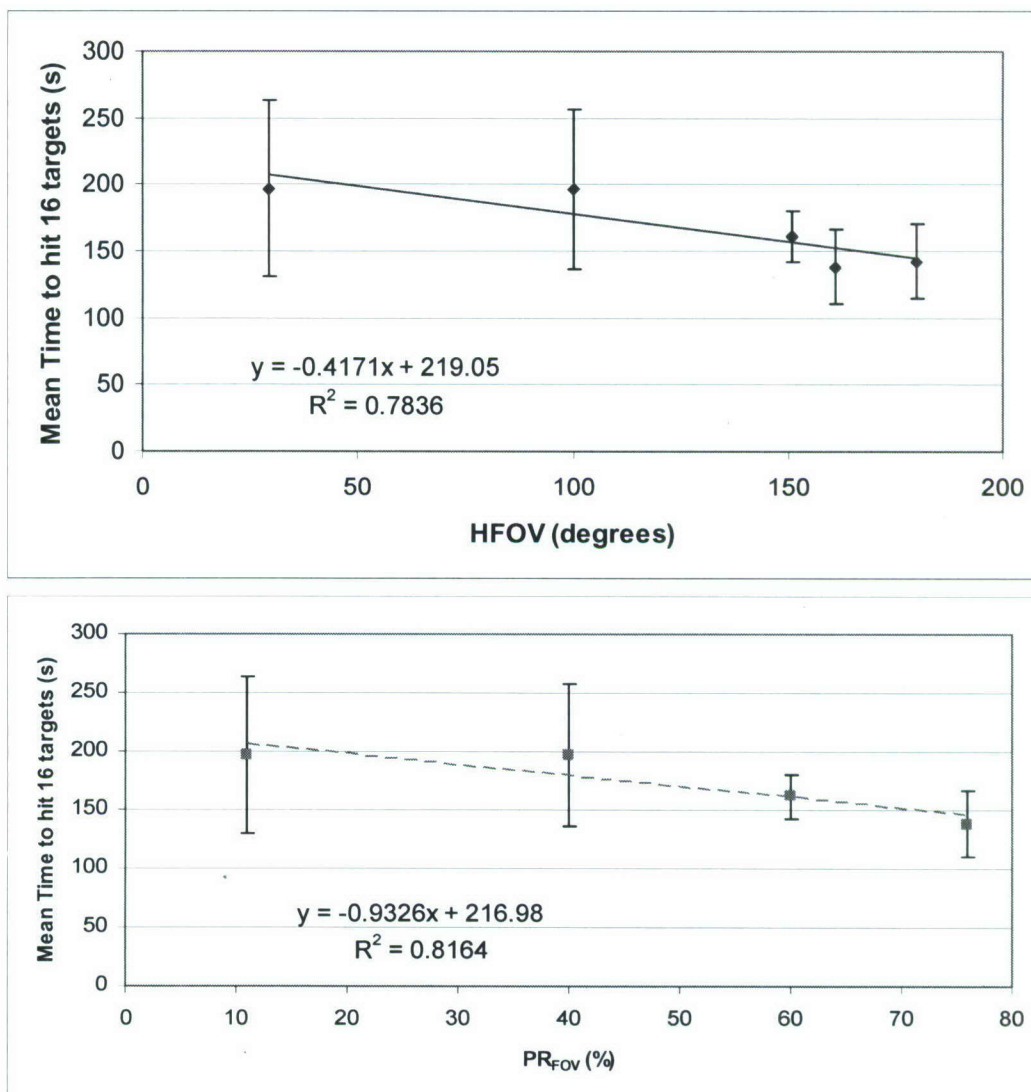 Mean Time to hit 16 targets (s)
300
250
200
150
100
50
0
y = -0.4171x + 219.05
R² = 0.7836
0 50 100 150 200
HFOV (degrees)
Mean Time to hit 16 targets (s)
300
250
200
150
100
50
0
y = -0.9326x + 216.98
R² = 0.8164
0 10 20 30 40 50 60 70 80
PR_FOV (%)